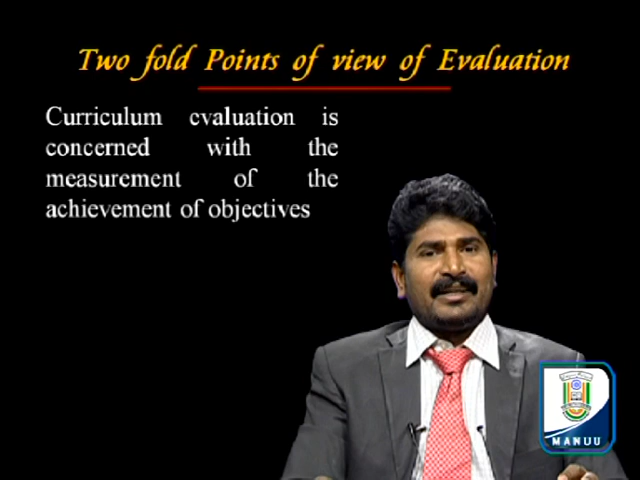 Two fold Points of view of Evaluation
Curriculum evaluation is
concerned with the
measurement of the
achievement of objectives
MANUU